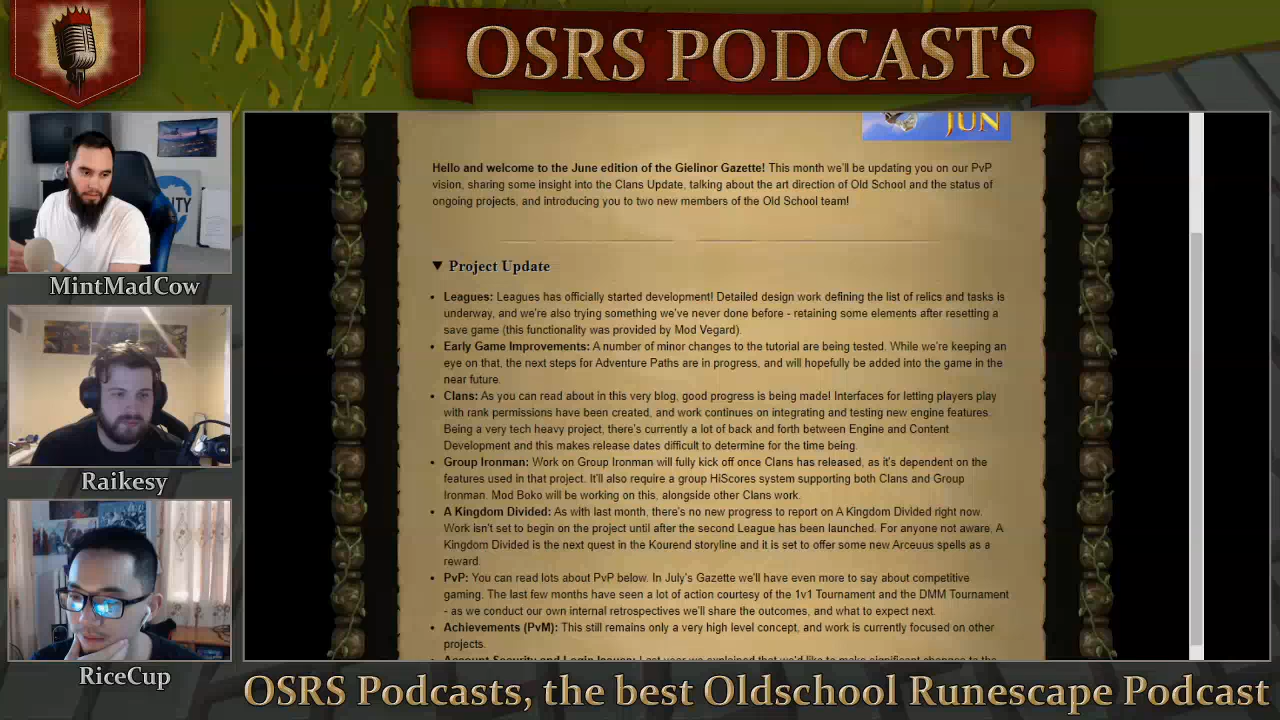 OSRS PODCASTS
JUN
Hello and welcome to the June edition of the Gielinor Gazette! This month we'll be updating you on our PvP
vision, sharing some insight into the Clans Update, talking about the art direction of Old School and the status of
ongoing projects, and introducing you to two new members of the Old School team!
Project Update
Leagues: Leagues has officially started development! Detailed design work defining the list of relics and tasks is
underway, and we're also trying something we've never done before - retaining some elements after resetting a
save game (this functionality was provided by Mod Vegard).
Early Game Improvements: A number of minor changes to the tutorial are being tested. While we're keeping an
eye on that, the next steps for Adventure Paths are in progress, and will hopefully be added into the game in the
near future.
Clans: As you can read about in this very blog, good progress is being made! Interfaces for letting players play
with rank permissions have been created, and work continues on integrating and testing new engine features.
Being a very tech heavy project, there's currently a lot of back and forth between Engine and Content
Development and this makes release dates difficult to determine for the time being.
Group Ironman: Work on Group Ironman will fully kick off once Clans has released, as it's dependent on the
features used in that project. It'll also require a group HiScores system supporting both Clans and Group
Ironman. Mod Boko will be working on this, alongside other Clans work.
A Kingdom Divided: As with last month, there's no new progress to report on A Kingdom Divided right now.
Work isn't set to begin on the project until after the second League has been launched. For anyone not aware, A
Kingdom Divided is the next quest in the Kourend storyline and it is set to offer some new Arceuus spells as a
reward.
PvP: You can read lots about PvP below. In July's Gazette we'll have even more to say about competitive
gaming. The last few months have seen a lot of action courtesy of the 1v1 Tournament and the DMM Tournament
- as we conduct our own internal retrospectives we'll share the outcomes, and what to expect next.
Achievements (PvM): This still remains only a very high level concept, and work is currently focused on other
projects.
Account Security and Login Issues: Last year we explained that we'd like to make significant changes to the
MintMadCow
Raikesy
RiceCup
OSRS Podcasts, the best Oldschool Runescape Podcast